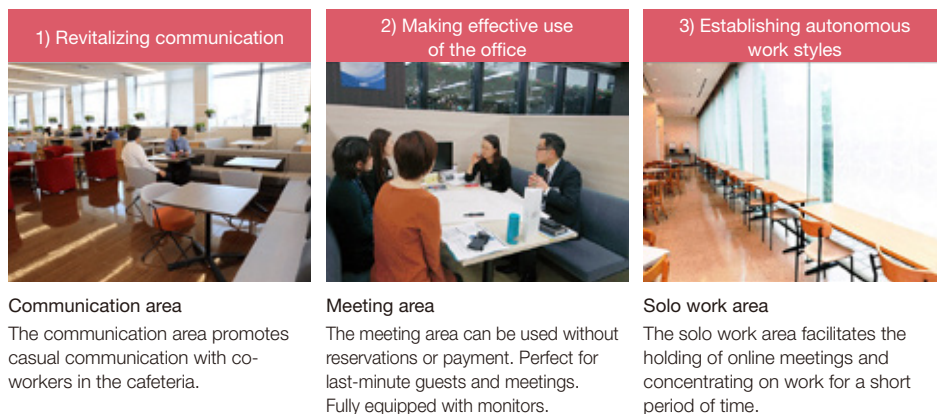 1) Revitalizing communication
2) Making effective use
of the office
3) Establishing autonomous
work styles
Communication area
The communication area promotes
casual communication with co-
workers in the cafeteria.
Meeting area
The meeting area can be used without
reservations or payment. Perfect for
last-minute guests and meetings.
Fully equipped with monitors.
Solo work area
The solo work area facilitates the
holding of online meetings and
concentrating on work for a short
period of time.